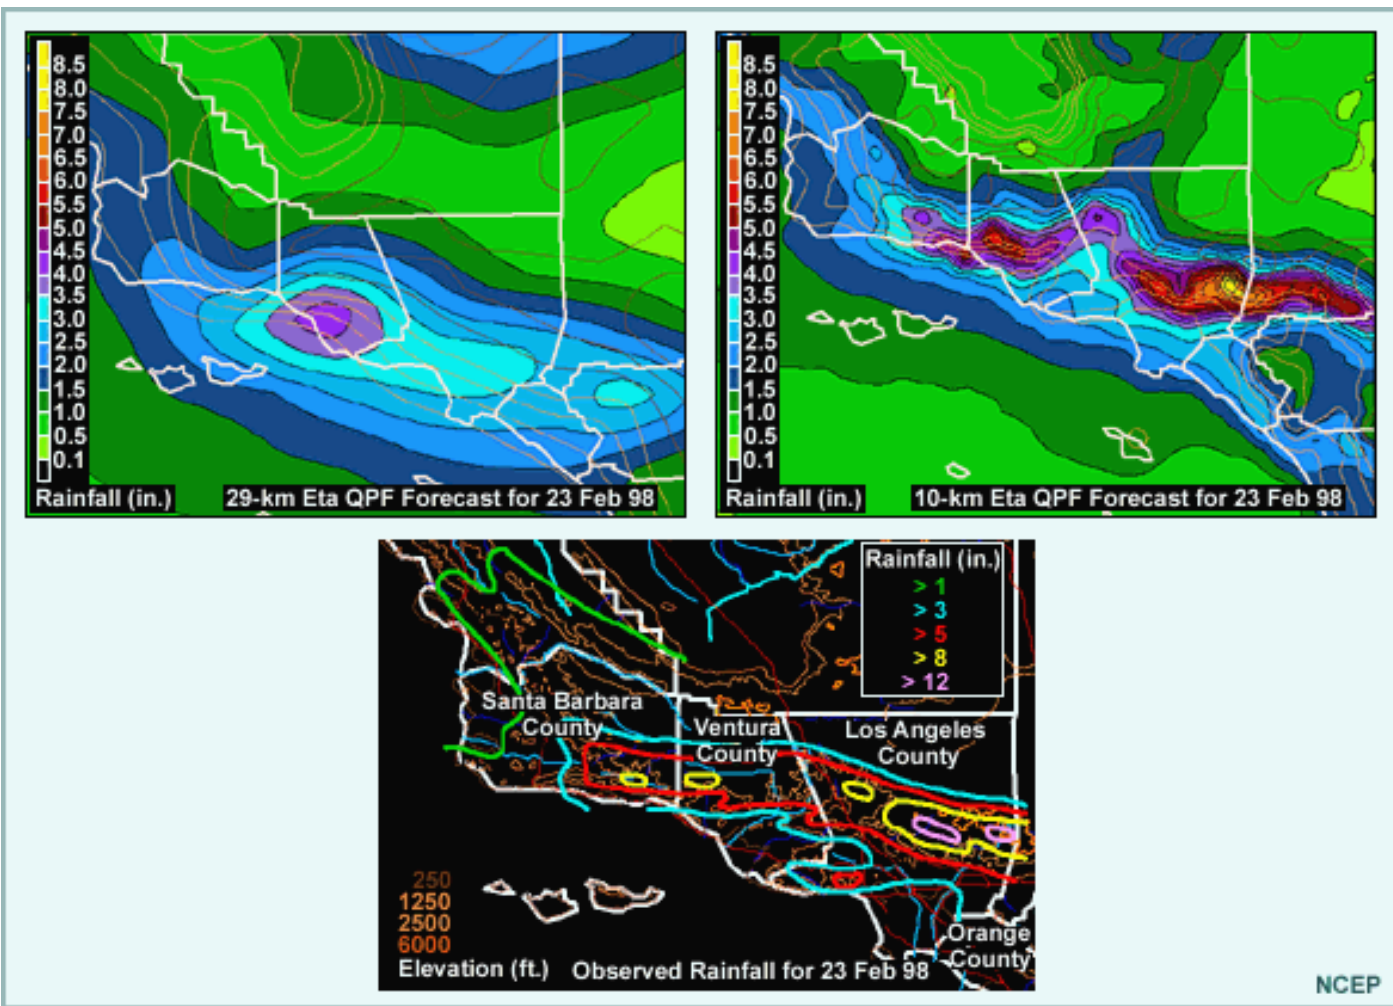 8.5
8.0
7.5
7.0
6.5
6.0
5.5
5.0
4.5
4.0
3.5
3.0
2.5
2.0
1.5
1.0
0.5
0.1
Rainfall (in.)
29-km Eta QPF Forecast for 23 Feb 98
8.5
8.0
7.5
7.0
6.5
6.0
5.5
5.0
4.5
4.0
3.5
3.0
2.5
2.0
1.5
1.0
0.5
0.1
Rainfall (in.)
10-km Eta QPF Forecast for 23 Feb 98
Rainfall (in.)
> 1
> 3
> 5
> 8
> 12
Santa Barbara
County
Ventura
County
Los Angeles
County
Orange
County
250
1250
2500
6000
Elevation (ft.)
Observed Rainfall for 23 Feb 98
NCEP